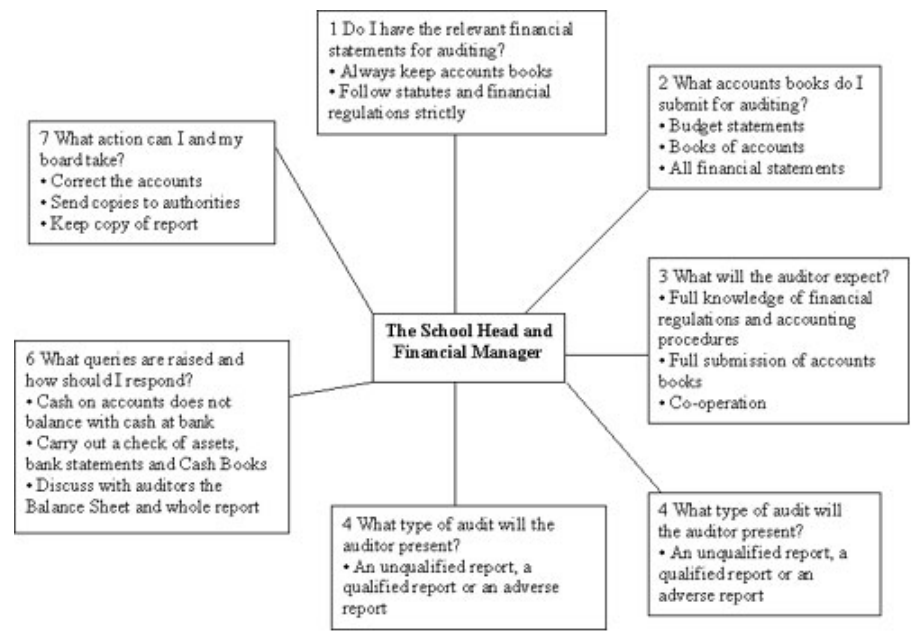 1 Do I have the relevant financial
statements for auditing?
• Always keep accounts books
• Follow statutes and financial
regulations strictly
2 What accounts books do I
submit for auditing?
• Budget statements
• Books of accounts
• All financial statements
3 What will the auditor expect?
• Full knowledge of financial
regulations and accounting
procedures
• Full submission of accounts
books
• Co-operation
4 What type of audit will
the auditor present?
• An unqualified report, a
qualified report or an
adverse report
4 What type of audit will the
auditor present?
• An unqualified report, a
qualified report or an adverse
report
6 What queries are raised and
how should I respond?
• Cash on accounts does not
balance with cash at bank
• Carry out a check of assets,
bank statements and Cash Books
• Discuss with auditors the
Balance Sheet and whole report
7 What action can I and my
board take?
• Correct the accounts
• Send copies to authorities
• Keep copy of report
The School Head and
Financial Manager